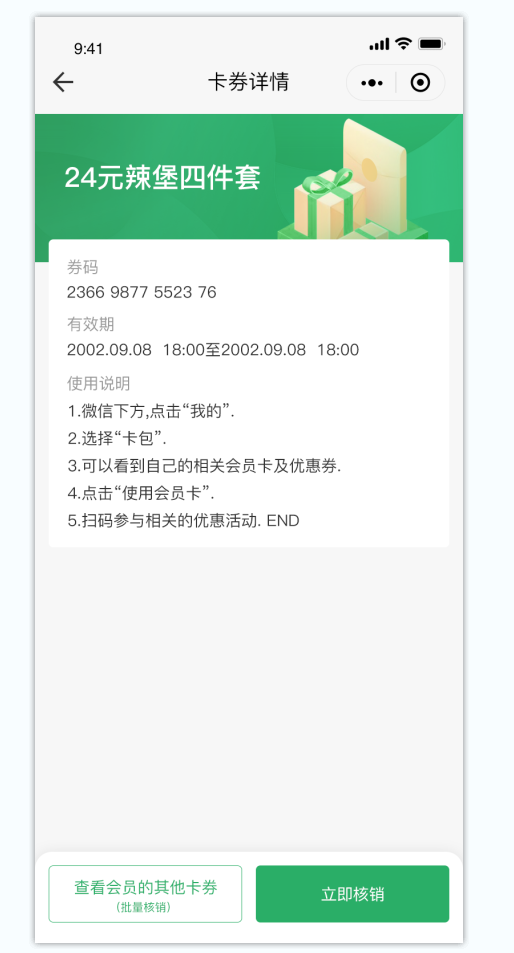 9:41
卡券详情
24元辣堡四件套
券码
2366 9877 5523 76
有效期
2002.09.08  18:00至2002.09.08  18:00
使用说明
1.微信下方,点击“我的”.
2.选择“卡包”.
3.可以看到自己的相关会员卡及优惠券.
4.点击“使用会员卡”.
5.扫码参与相关的优惠活动. END
查看会员的其他卡券
(批量核销)
立即核销